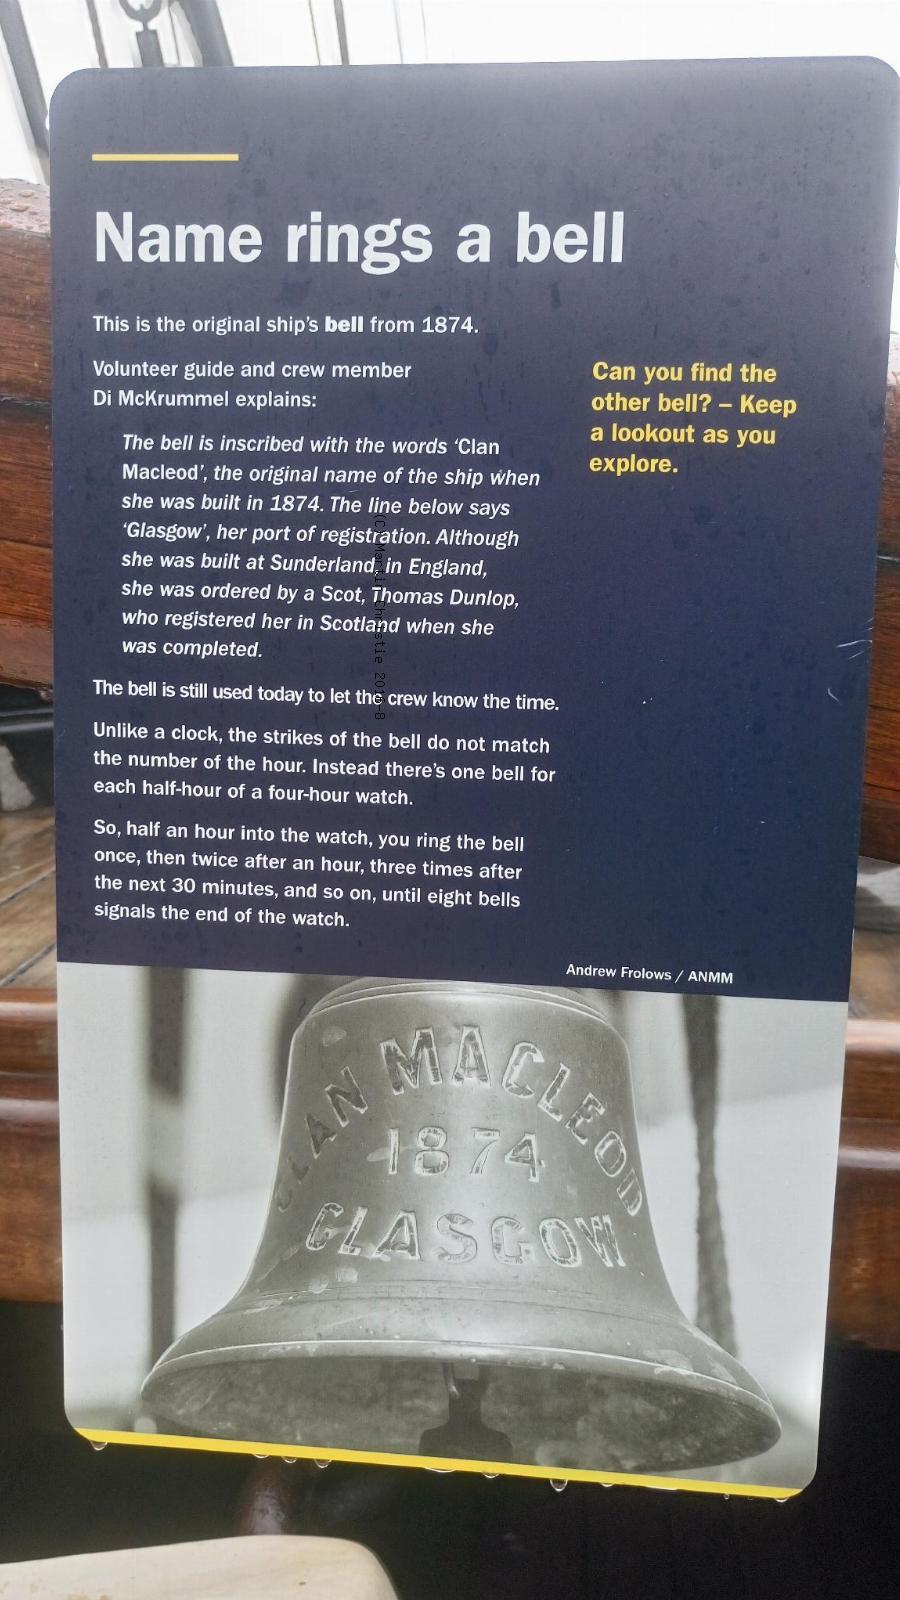 Name rings a bell
This is the original ship's bell from 1874.
Volunteer guide and crew member
Di McKrummel explains:
The bell is inscribed with the words ‘Clan
Macleod’, the original name of the ship when
she was built in 1874. The line below says
‘Glasgow’, her port of registration. Although
she was built at Sunderland, in England,
she was ordered by a Scot, Thomas Dunlop,
who registered her in Scotland when she
was completed.
The bell is still used today to let the crew know the time.
Unlike a clock, the strikes of the bell do not match
the number of the hour. Instead there's one bell for
each half-hour of a four-hour watch.
So, half an hour into the watch, you ring the bell
once, then twice after an hour, three times after
the next 30 minutes, and so on, until eight bells
signals the end of the watch.
Can you find the
other bell? – Keep
a lookout as you
explore.
Andrew Frolows / ANMM
CLAN MACLEOD
1874
GLASGOW
(C) Martin Christie